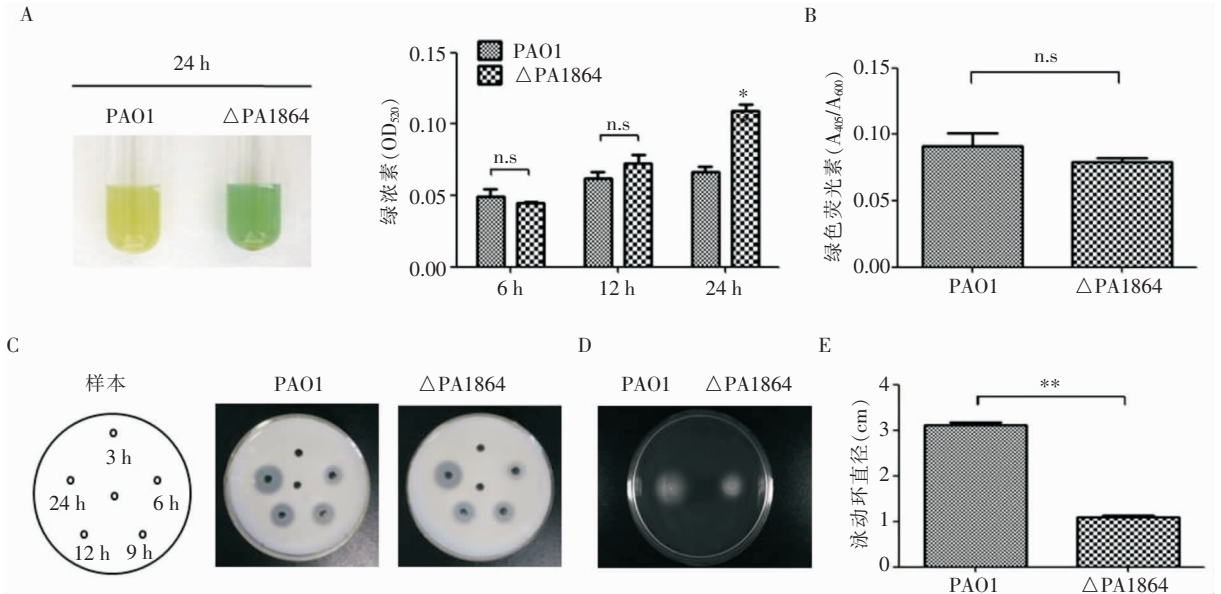 A
24 h
PAO1 △PA1864
绿浓素(OD520)
0.15
0.10
0.05
0.00
PAO1
△PA1864
n.s
n.s
*
6 h 12 h 24 h
B
绿色荧光素(A405/A600)
0.15
0.10
0.05
0.00
n.s
PAO1 △PA1864
C
样本
3 h
24 h 6 h
12 h 9 h
PAO1
△PA1864
D
PAO1 △PA1864
E
泳动环直径(cm)
4
3
2
1
0
**
PAO1 △PA1864